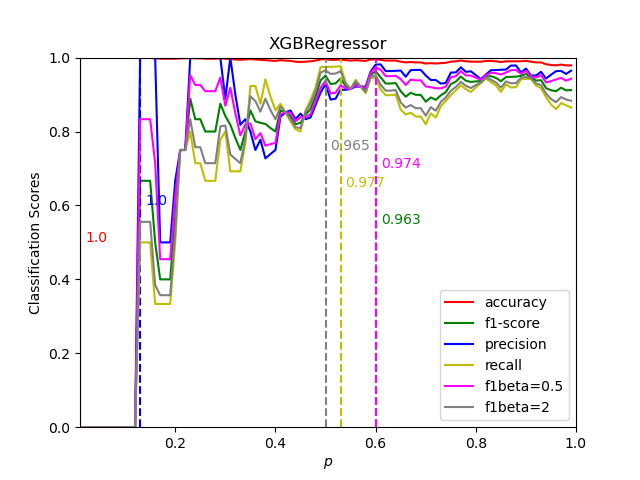 XGBRegressor
Classification Scores
1.0
0.8
0.6
0.4
0.2
0.0
0.965
0.974
0.977
1.0
0.963
1.0
accuracy
f1-score
precision
recall
f1beta=0.5
f1beta=2
0.2
0.4
0.6
0.8
1.0
p